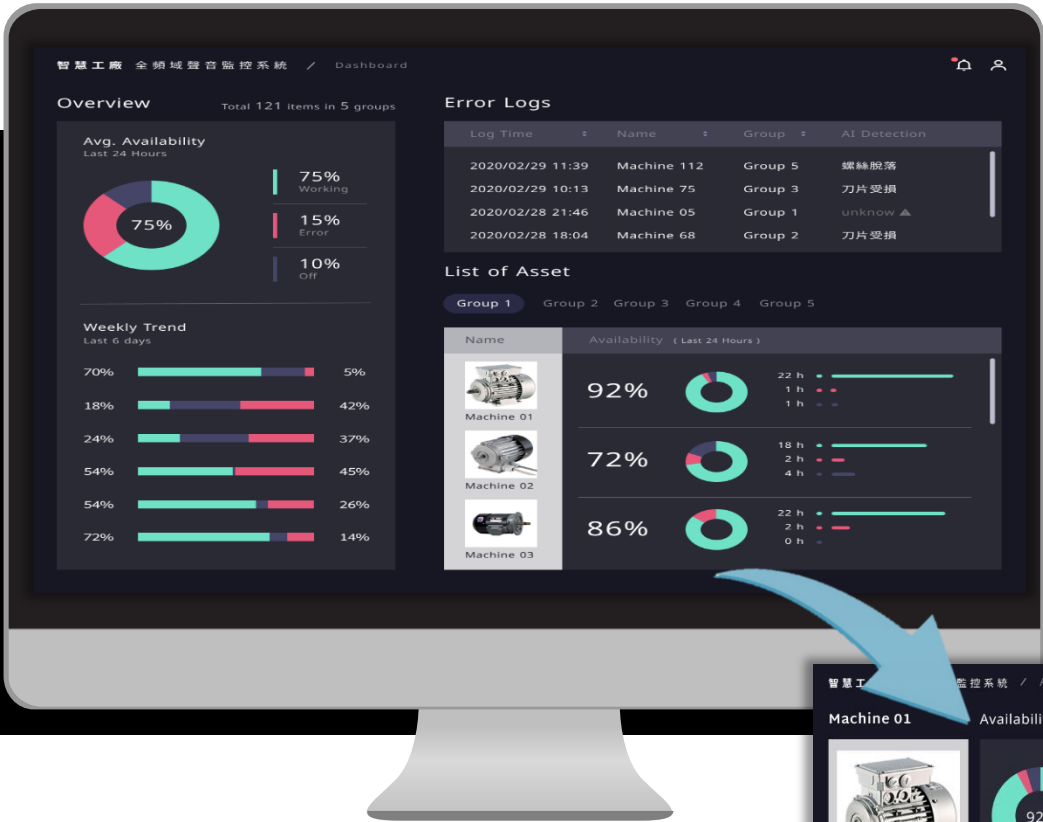 智慧工廠 全頻域聲音監控系統 / Dashboard
Overview
Total 121 items in 5 groups
Avg. Availability
Last 24 Hours
75%
75%
Working
15%
Error
10%
Off
Weekly Trend
Last 6 days
70% 5%
18% 42%
24% 37%
54% 45%
54% 26%
72% 14%
Error Logs
Log Time Name Group AI Detection
2020/02/29 11:39 Machine 112 Group 5 螺絲脫落
2020/02/29 10:13 Machine 75 Group 3 刀片受損
2020/02/28 21:46 Machine 05 Group 1 unknow
2020/02/28 18:04 Machine 68 Group 2 刀片受損
List of Asset
Group 1 Group 2 Group 3 Group 4 Group 5
Name Availability ( Last 24 Hours )
Machine 01
92%
22 h
1 h
1 h
Machine 02
72%
18 h
2 h
4 h
Machine 03
86%
22 h
2 h
0 h
智慧工 監控系統 /
Machine 01
Availabili
92